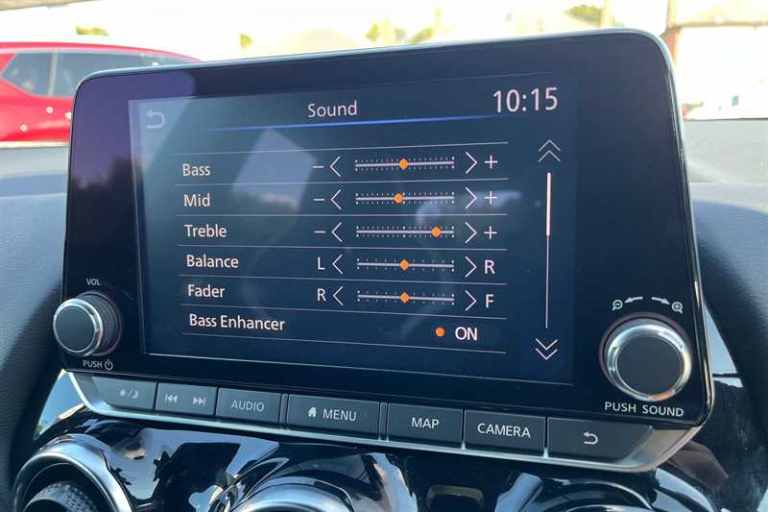 Sound 10:15
Bass - +
Mid - +
Treble - +
Balance L R
Fader R F
Bass Enhancer ON
VOL
PUSH
AUDIO
MENU
MAP
CAMERA
PUSH SOUND